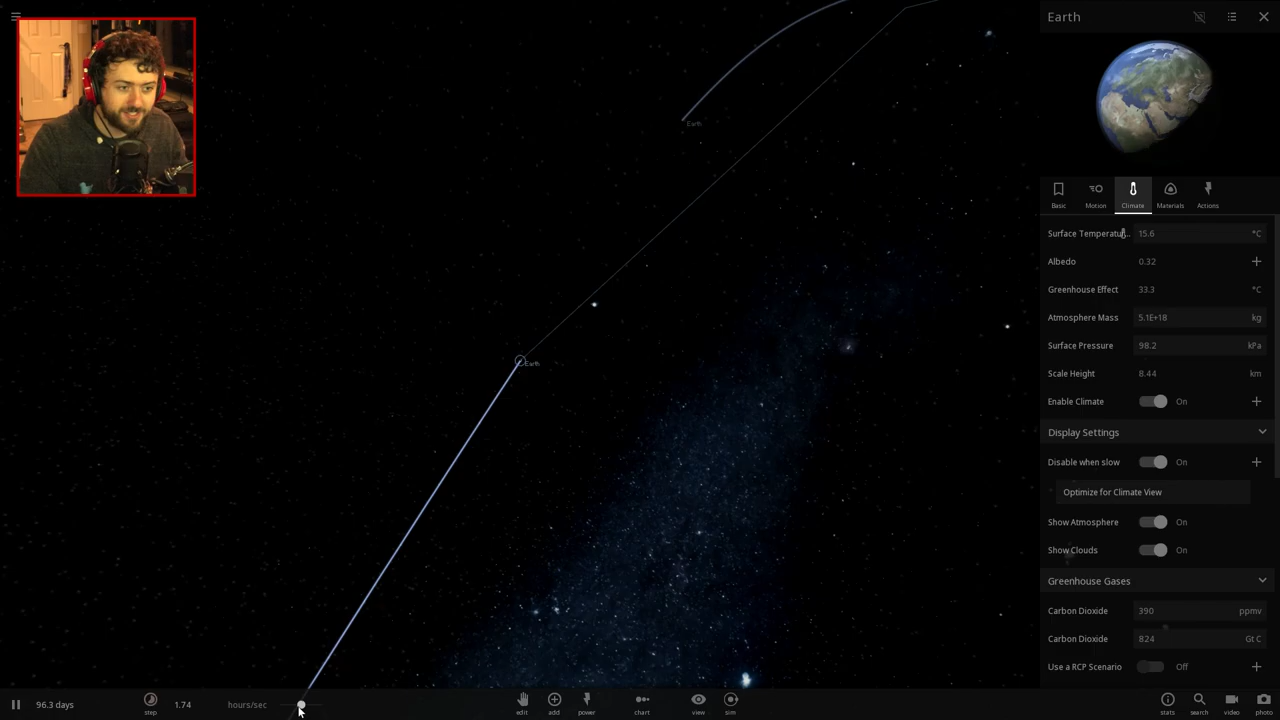 Earth
Earth
Earth
Basic Motion Climate Materials Actions
Surface Temperatu... 15.6 °C
Albedo 0.32 +
Greenhouse Effect 33.3 °C
Atmosphere Mass 5.1E+18 kg
Surface Pressure 98.2 kPa
Scale Height 8.44 km
Enable Climate On +
Display Settings
Disable when slow On +
Optimize for Climate View
Show Atmosphere On
Show Clouds On
Greenhouse Gases
Carbon Dioxide 390 ppmv
Carbon Dioxide 824 Gt C
Use a RCP Scenario Off +
96.3 days step 1.74 hours/sec edit add power chart view sim stats search video photo